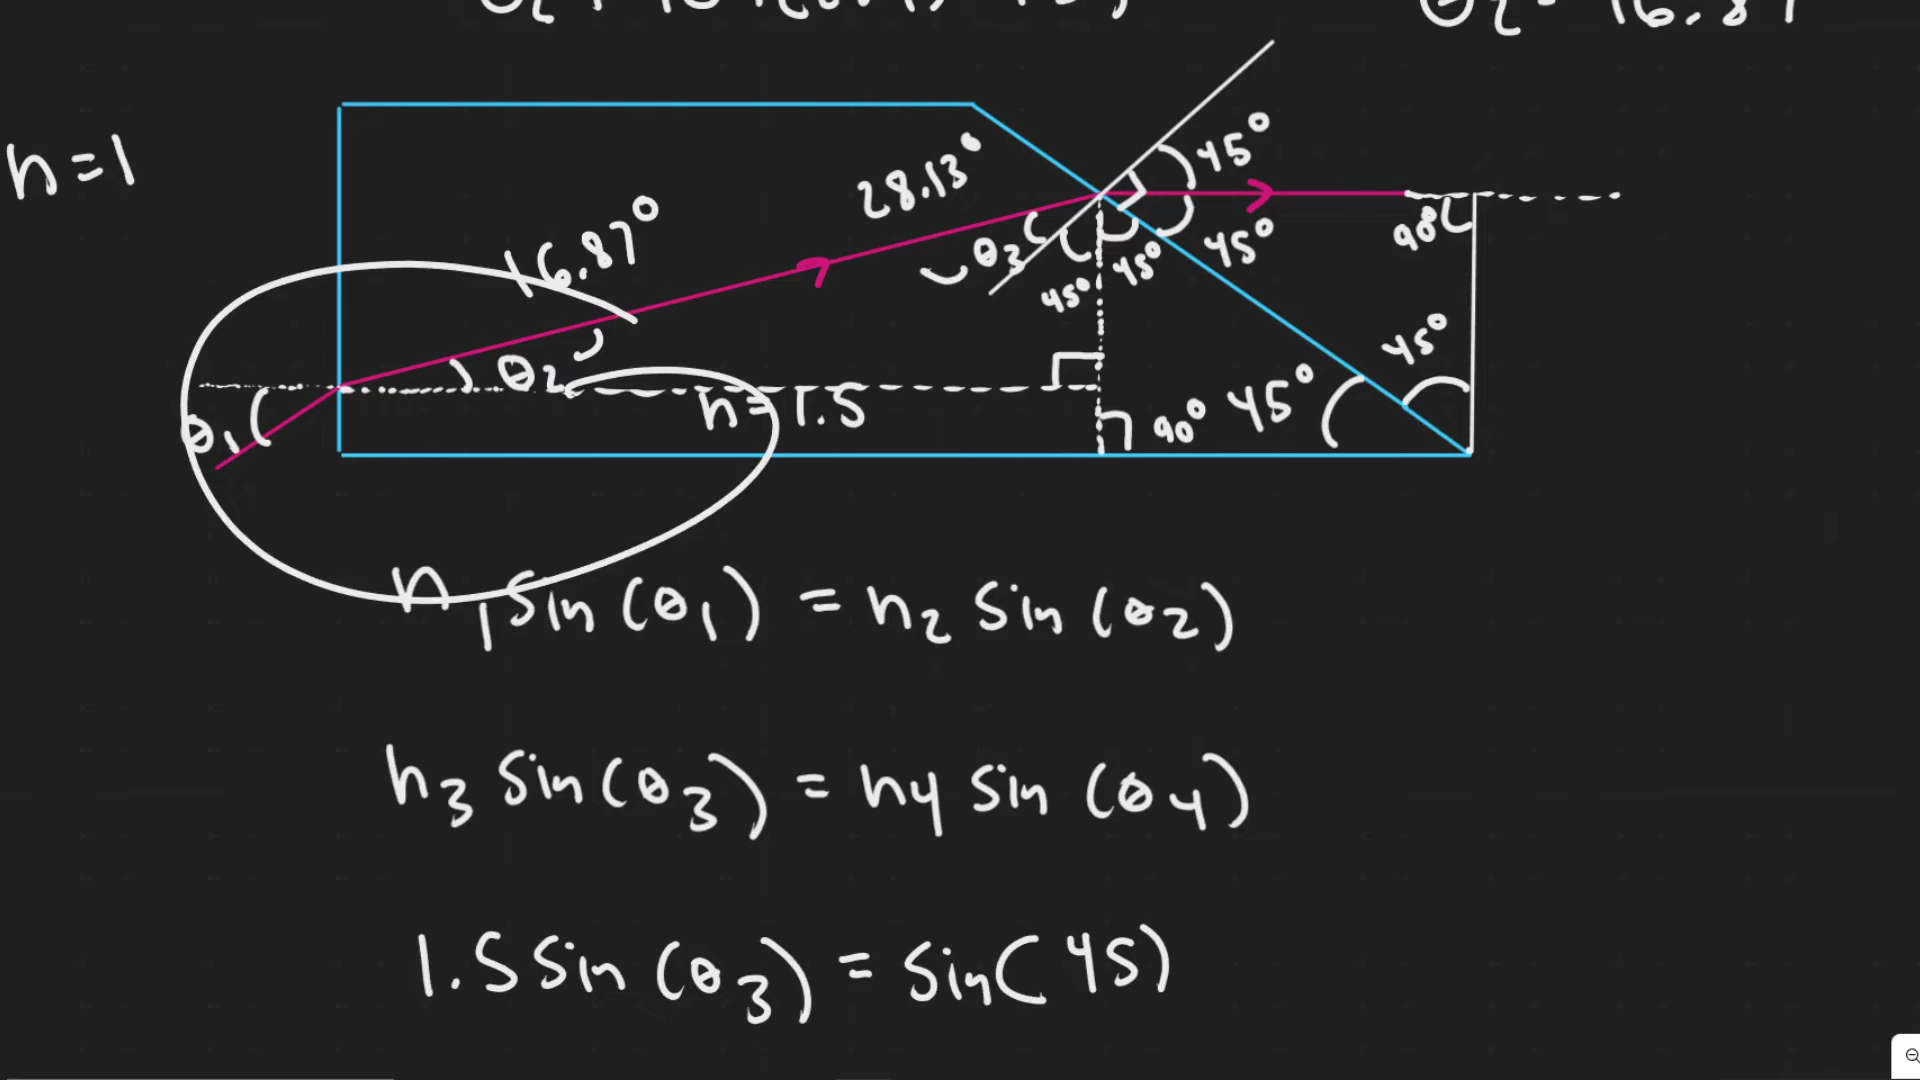 n=1
45°
28.13°
16.87°
θ3
45°
45°
45°
90°
45°
θ2
n=1.5
90°
45°
θ1
n1 sin(θ1) = n2 sin(θ2)
n3 sin(θ3) = n4 sin(θ4)
1.5 sin(θ3) = sin(45)